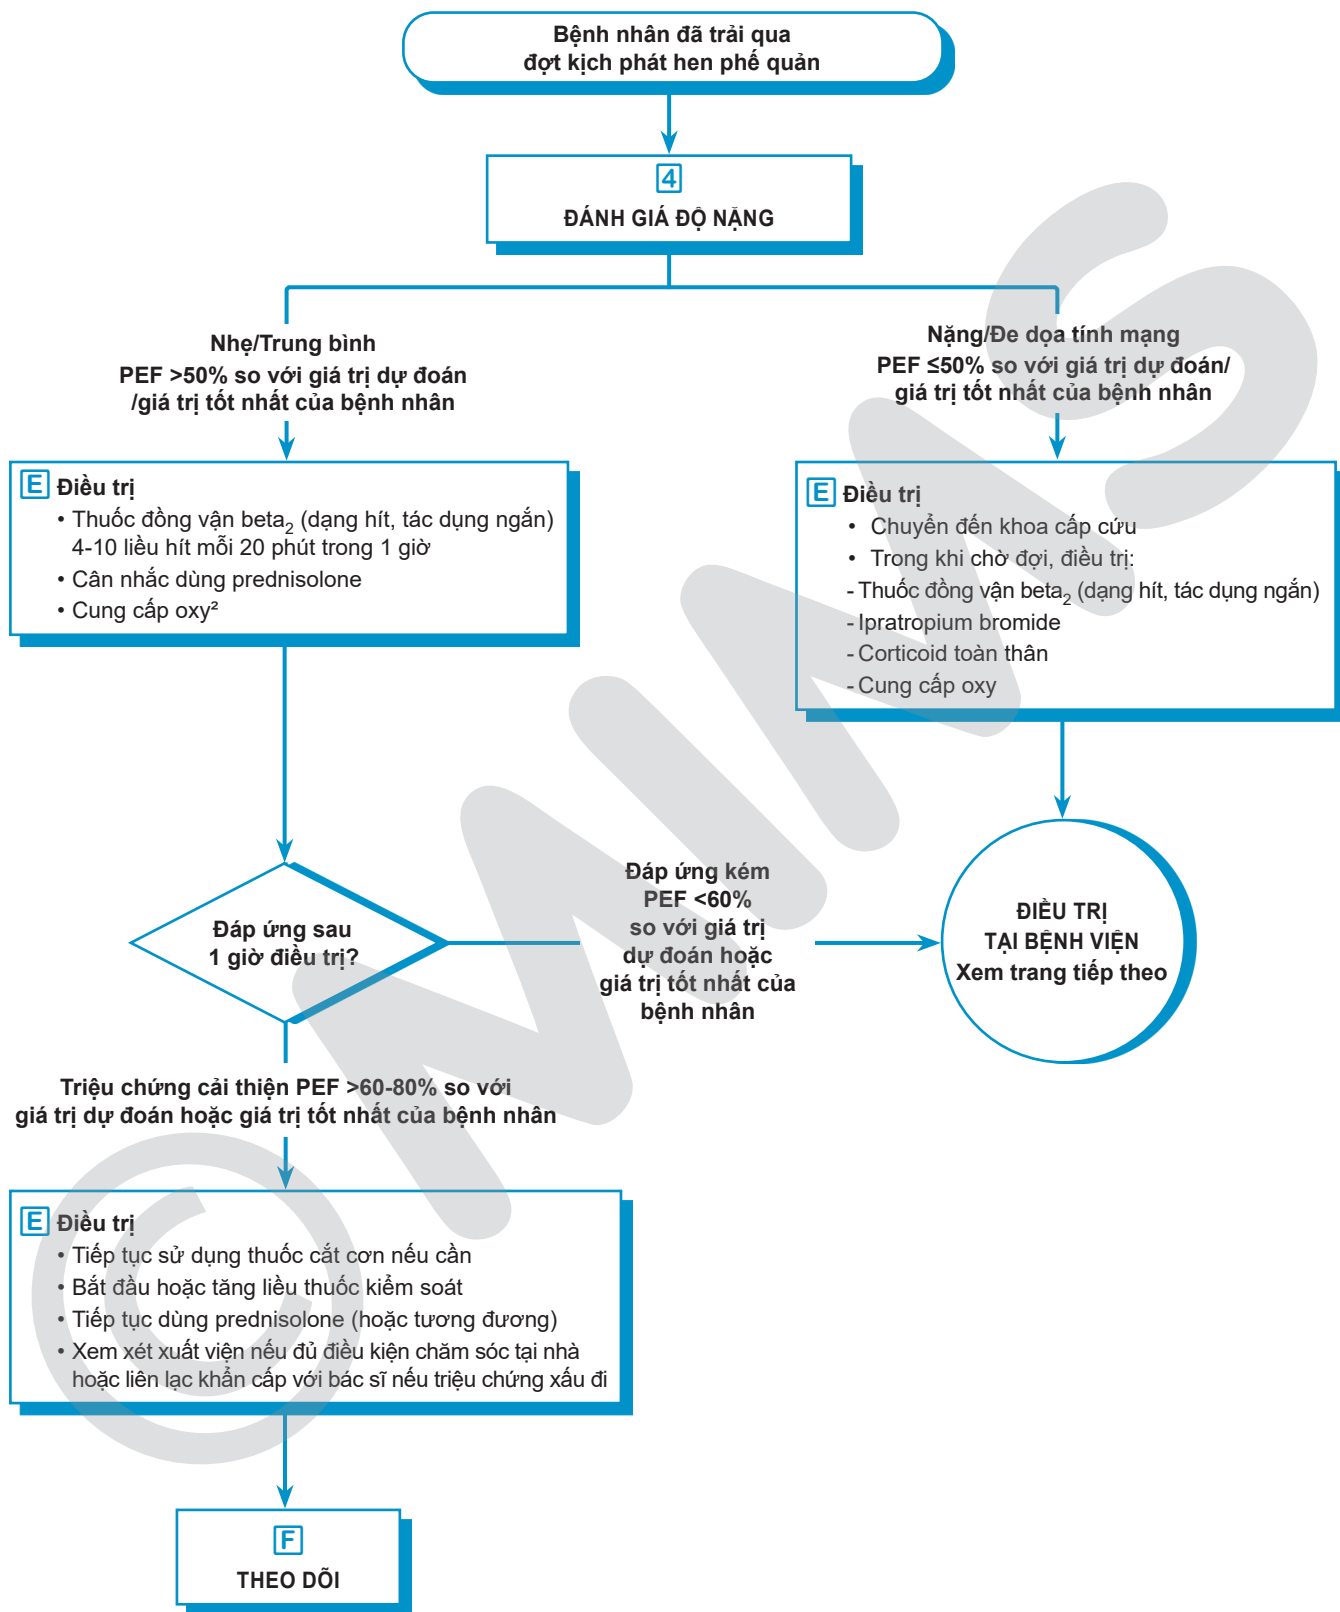 Bệnh nhân đã trải qua
đợt kịch phát hen phế quản
4
ĐÁNH GIÁ ĐỘ NẶNG
Nhẹ/Trung bình
PEF >50% so với giá trị dự đoán
/giá trị tốt nhất của bệnh nhân
Nặng/Đe dọa tính mạng
PEF ≤50% so với giá trị dự đoán/
giá trị tốt nhất của bệnh nhân
E Điều trị
• Thuốc đồng vận beta₂ (dạng hít, tác dụng ngắn)
4-10 liều hít mỗi 20 phút trong 1 giờ
• Cân nhắc dùng prednisolone
• Cung cấp oxy²
E Điều trị
• Chuyển đến khoa cấp cứu
• Trong khi chờ đợi, điều trị:
- Thuốc đồng vận beta₂ (dạng hít, tác dụng ngắn)
- Ipratropium bromide
- Corticoid toàn thân
- Cung cấp oxy
Đáp ứng sau
1 giờ điều trị?
Đáp ứng kém
PEF <60%
so với giá trị
dự đoán hoặc
giá trị tốt nhất của
bệnh nhân
ĐIỀU TRỊ
TẠI BỆNH VIỆN
Xem trang tiếp theo
Triệu chứng cải thiện PEF >60-80% so với
giá trị dự đoán hoặc giá trị tốt nhất của bệnh nhân
E Điều trị
• Tiếp tục sử dụng thuốc cắt cơn nếu cần
• Bắt đầu hoặc tăng liều thuốc kiểm soát
• Tiếp tục dùng prednisolone (hoặc tương đương)
• Xem xét xuất viện nếu đủ điều kiện chăm sóc tại nhà
hoặc liên lạc khẩn cấp với bác sĩ nếu triệu chứng xấu đi
F
THEO DÕI
©MIMS